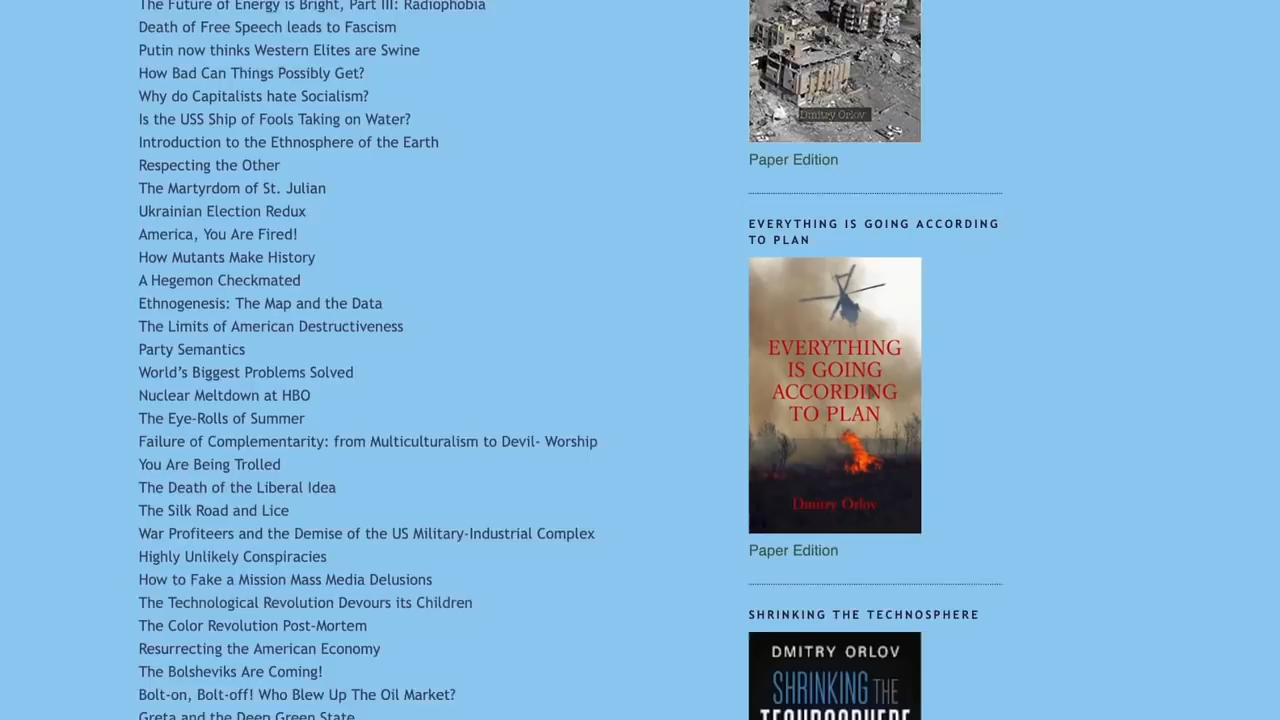 The Future of Energy is Bright, Part III: Radiophobia
Death of Free Speech leads to Fascism
Putin now thinks Western Elites are Swine
How Bad Can Things Possibly Get?
Why do Capitalists hate Socialism?
Is the USS Ship of Fools Taking on Water?
Introduction to the Ethnosphere of the Earth
Respecting the Other
The Martyrdom of St. Julian
Ukrainian Election Redux
America, You Are Fired!
How Mutants Make History
A Hegemon Checkmated
Ethnogenesis: The Map and the Data
The Limits of American Destructiveness
Party Semantics
World’s Biggest Problems Solved
Nuclear Meltdown at HBO
The Eye-Rolls of Summer
Failure of Complementarity: from Multiculturalism to Devil- Worship
You Are Being Trolled
The Death of the Liberal Idea
The Silk Road and Lice
War Profiteers and the Demise of the US Military-Industrial Complex
Highly Unlikely Conspiracies
How to Fake a Mission Mass Media Delusions
The Technological Revolution Devours its Children
The Color Revolution Post-Mortem
Resurrecting the American Economy
The Bolsheviks Are Coming!
Bolt-on, Bolt-off! Who Blew Up The Oil Market?
Greta and the Deep Green State
Dmitry Orlov
Paper Edition
EVERYTHING IS GOING ACCORDING
TO PLAN
EVERYTHING
IS GOING
ACCORDING
TO PLAN
Dmitry Orlov
Paper Edition
SHRINKING THE TECHNOSPHERE
DMITRY ORLOV
SHRINKING THE
TECHNOSPHERE